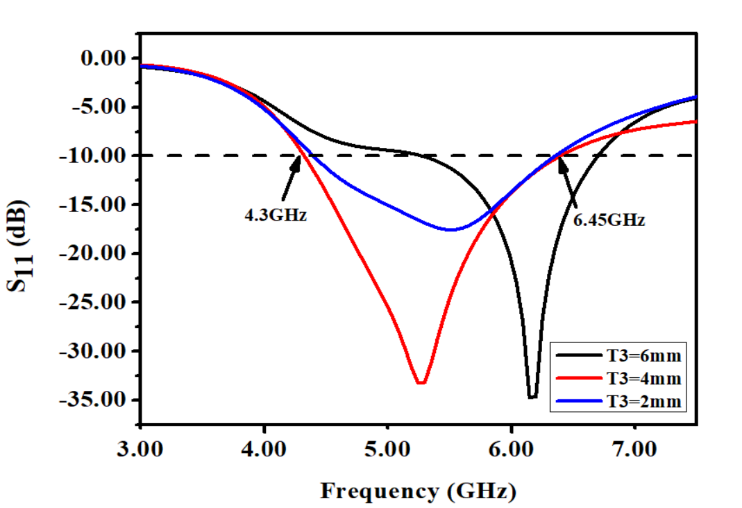 0.00
-5.00
-10.00
-15.00
-20.00
-25.00
-30.00
-35.00
S11 (dB)
4.3GHz
6.45GHz
T3=6mm
T3=4mm
T3=2mm
3.00 4.00 5.00 6.00 7.00
Frequency (GHz)